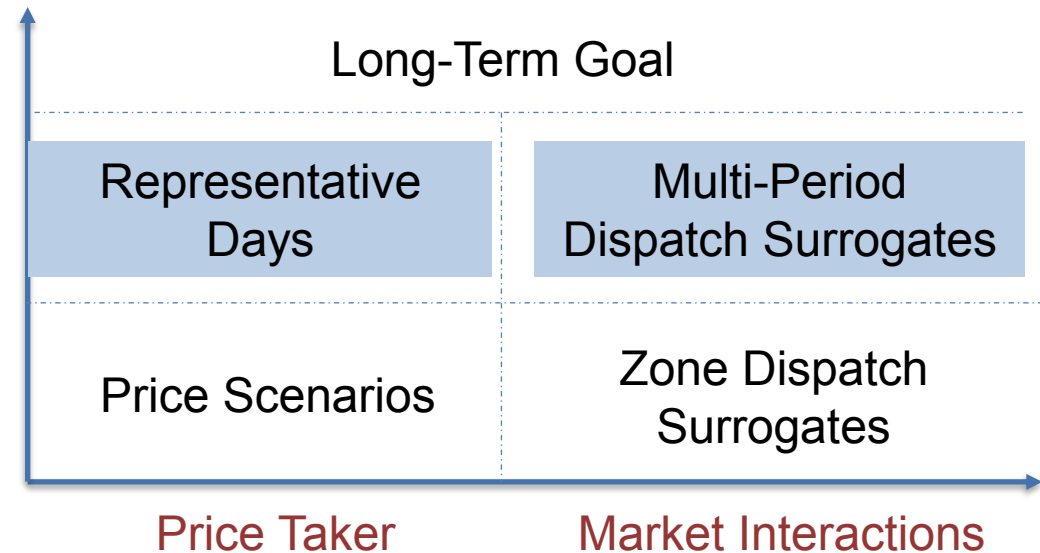 Long-Term Goal
Representative
Days
Multi-Period
Dispatch Surrogates
Price Scenarios
Zone Dispatch
Surrogates
Price Taker
Market Interactions